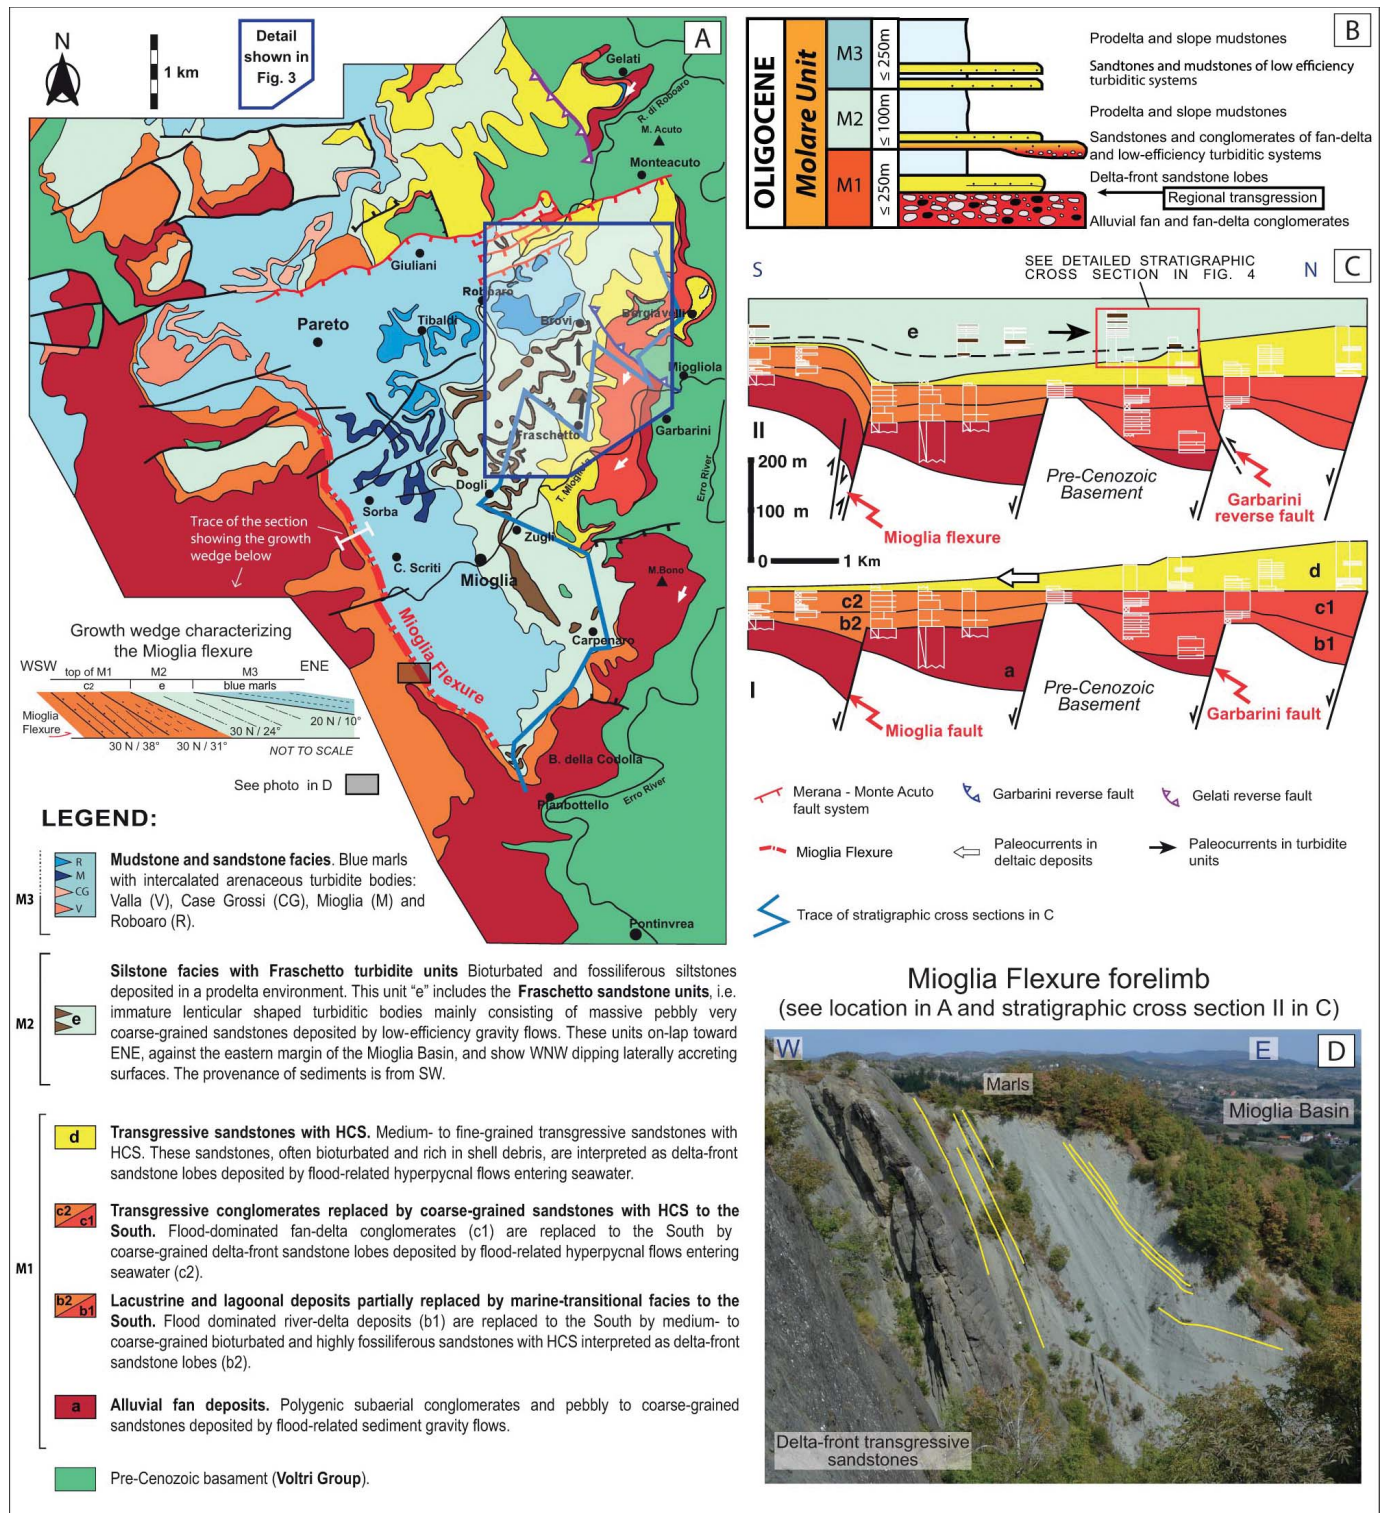 A
N
1 km
Detail
shown in
Fig. 3
Gelati
R. di Roboaro
M. Acuto
Monteacuto
Giuliani
Roboaro
Pareto
Tibaldi
Brovi
Bergiavelli
Miogliola
Fraschetto
Garbarini
T. Miogliola
Erro River
Dogli
Sorba
Zugli
Trace of the section
showing the growth
wedge below
C. Scriti
Mioglia
M.Bono
Mioglia Flexure
Carpenaro
B. della Codolla
Pianbottello
Erro River
Pontinvrea
Growth wedge characterizing
the Mioglia flexure
WSW
ENE
top of M1
M2
M3
c2
e
blue marls
Mioglia
Flexure
20 N / 10°
30 N / 24°
30 N / 38°
30 N / 31°
NOT TO SCALE
See photo in D
LEGEND:
M3
R
M
CG
V
Mudstone and sandstone facies. Blue marls
with intercalated arenaceous turbidite bodies:
Valla (V), Case Grossi (CG), Mioglia (M) and
Roboaro (R).
M2
e
Silstone facies with Fraschetto turbidite units Bioturbated and fossiliferous siltstones
deposited in a prodelta environment. This unit “e” includes the Fraschetto sandstone units, i.e.
immature lenticular shaped turbiditic bodies mainly consisting of massive pebbly very
coarse-grained sandstones deposited by low-efficiency gravity flows. These units on-lap toward
ENE, against the eastern margin of the Mioglia Basin, and show WNW dipping laterally accreting
surfaces. The provenance of sediments is from SW.
M1
d
Transgressive sandstones with HCS. Medium- to fine-grained transgressive sandstones with
HCS. These sandstones, often bioturbated and rich in shell debris, are interpreted as delta-front
sandstone lobes deposited by flood-related hyperpycnal flows entering seawater.
c2
c1
Transgressive conglomerates replaced by coarse-grained sandstones with HCS to the
South. Flood-dominated fan-delta conglomerates (c1) are replaced to the South by
coarse-grained delta-front sandstone lobes deposited by flood-related hyperpycnal flows entering
seawater (c2).
b2
b1
Lacustrine and lagoonal deposits partially replaced by marine-transitional facies to the
South. Flood dominated river-delta deposits (b1) are replaced to the South by medium- to
coarse-grained bioturbated and highly fossiliferous sandstones with HCS interpreted as delta-front
sandstone lobes (b2).
a
Alluvial fan deposits. Polygenic subaerial conglomerates and pebbly to coarse-grained
sandstones deposited by flood-related sediment gravity flows.
Pre-Cenozoic basament (Voltri Group).
B
OLIGOCENE
Molare Unit
M3
M2
M1
≤ 250m
≤ 100m
≤ 250m
Prodelta and slope mudstones
Sandtones and mudstones of low efficiency
turbiditic systems
Prodelta and slope mudstones
Sandstones and conglomerates of fan-delta
and low-efficiency turbiditic systems
Delta-front sandstone lobes
Regional transgression
Alluvial fan and fan-delta conglomerates
C
SEE DETAILED STRATIGRAPHIC
CROSS SECTION IN FIG. 4
S
N
e
II
200 m
100 m
0
1 Km
Pre-Cenozoic
Basement
Mioglia flexure
Garbarini
reverse fault
d
c2
b2
c1
b1
a
I
Pre-Cenozoic
Basement
Mioglia fault
Garbarini fault
Merana - Monte Acuto
fault system
Garbarini reverse fault
Gelati reverse fault
Mioglia Flexure
Paleocurrents in
deltaic deposits
Paleocurrents in turbidite
units
Trace of stratigraphic cross sections in C
Mioglia Flexure forelimb
(see location in A and stratigraphic cross section II in C)
W
E
D
Marls
Mioglia Basin
Delta-front transgressive
sandstones